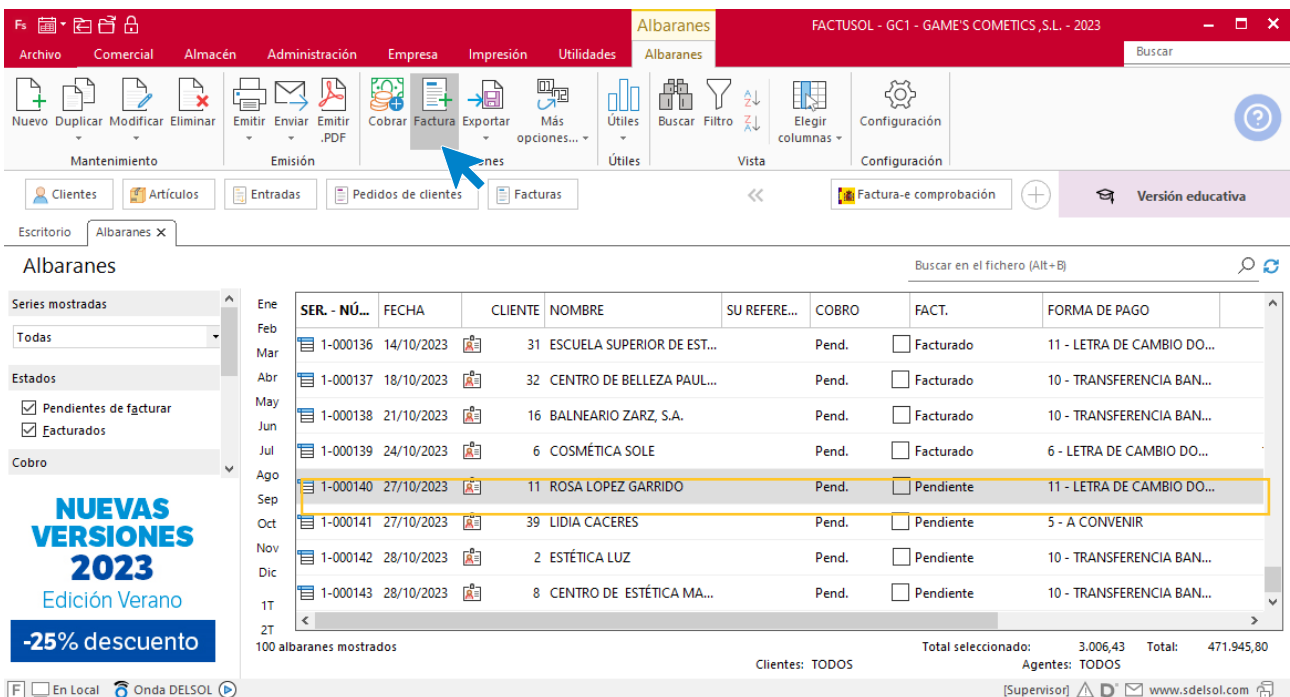 Fs
Albaranes
FACTUSOL - GC1 - GAME'S COMETICS ,S.L. - 2023
Archivo Comercial Almacén Administración Empresa Impresión Utilidades Albaranes Buscar
Nuevo Duplicar Modificar Eliminar Emitir Enviar Emitir .PDF Cobrar Factura Exportar Más opciones... Útiles Buscar Filtro Elegir columnas Configuración
Mantenimiento Emisión nes Útiles Vista Configuración
Clientes Artículos Entradas Pedidos de clientes Facturas Factura-e comprobación Versión educativa
Escritorio Albaranes
Albaranes
Buscar en el fichero (Alt+B)
Series mostradas
Todas
Estados
Pendientes de facturar
Facturados
Cobro
NUEVAS
VERSIONES
2023
Edición Verano
-25% descuento
Ene
Feb
Mar
Abr
May
Jun
Jul
Ago
Sep
Oct
Nov
Dic
1T
2T
SER. - NÚ... FECHA CLIENTE NOMBRE SU REFERE... COBRO FACT. FORMA DE PAGO
1-000136 14/10/2023 31 ESCUELA SUPERIOR DE EST... Pend. Facturado 11 - LETRA DE CAMBIO DO...
1-000137 18/10/2023 32 CENTRO DE BELLEZA PAUL... Pend. Facturado 10 - TRANSFERENCIA BAN...
1-000138 21/10/2023 16 BALNEARIO ZARZ, S.A. Pend. Facturado 10 - TRANSFERENCIA BAN...
1-000139 24/10/2023 6 COSMÉTICA SOLE Pend. Facturado 6 - LETRA DE CAMBIO DO...
1-000140 27/10/2023 11 ROSA LOPEZ GARRIDO Pend. Pendiente 11 - LETRA DE CAMBIO DO...
1-000141 27/10/2023 39 LIDIA CACERES Pend. Pendiente 5 - A CONVENIR
1-000142 28/10/2023 2 ESTÉTICA LUZ Pend. Pendiente 10 - TRANSFERENCIA BAN...
1-000143 28/10/2023 8 CENTRO DE ESTÉTICA MA... Pend. Pendiente 10 - TRANSFERENCIA BAN...
100 albaranes mostrados Total seleccionado: 3.006,43 Total: 471.945,80
Clientes: TODOS Agentes: TODOS
F En Local Onda DELSOL [Supervisor] D www.sdelsol.com